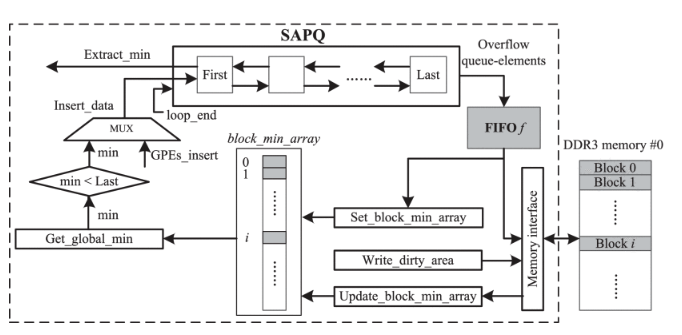 SAPQ
Extract_min
Overflow
queue-elements
First
......
Last
Insert_data
loop_end
MUX
FIFO f
DDR3 memory #0
block_min_array
min
GPEs_insert
0
1
Block 0
Block 1
min < Last
min
Set_block_min_array
Memory interface
Get_global_min
i
Block i
Write_dirty_area
Update_block_min_array